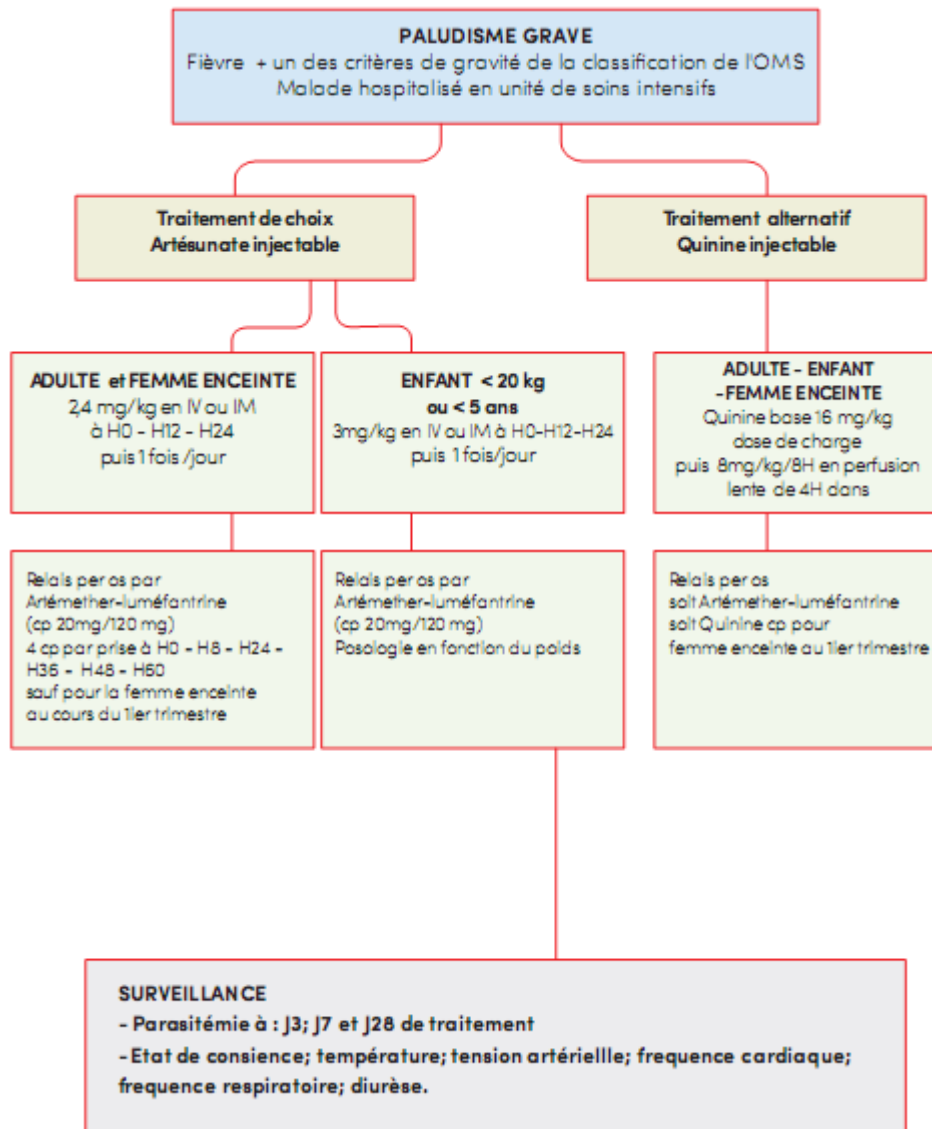 PALUDISME GRAVE
Fièvre + un des critères de gravité de la classification de l'OMS
Malade hospitalisé en unité de soins intensifs
Traitement de choix
Artésunate injectable
Traitement alternatif
Quinine injectable
ADULTE et FEMME ENCEINTE
2,4 mg/kg en IV ou IM
à H0 - H12 - H24
puis 1 fois /jour
ENFANT < 20 kg
ou < 5 ans
3mg/kg en IV ou IM à H0-H12-H24
puis 1 fois/jour
ADULTE - ENFANT
-FEMME ENCEINTE
Quinine base 16 mg/kg
dose de charge
puis 8mg/kg/8H en perfusion
lente de 4H dans
Relais per os par
Artémether-luméfantrine
(cp 20mg/120 mg)
4 cp par prise à H0 - H8 - H24 -
H36 - H48 - H60
sauf pour la femme enceinte
au cours du 1ier trimestre
Relais per os par
Artémether-luméfantrine
(cp 20mg/120 mg)
Posologie en fonction du poids
Relais per os
soit Artémether-luméfantrine
soit Quinine cp pour
femme enceinte au 1ier trimestre
SURVEILLANCE
- Parasitémie à : J3; J7 et J28 de traitement
- Etat de consience; température; tension artériellle; frequence cardiaque;
frequence respiratoire; diurèse.